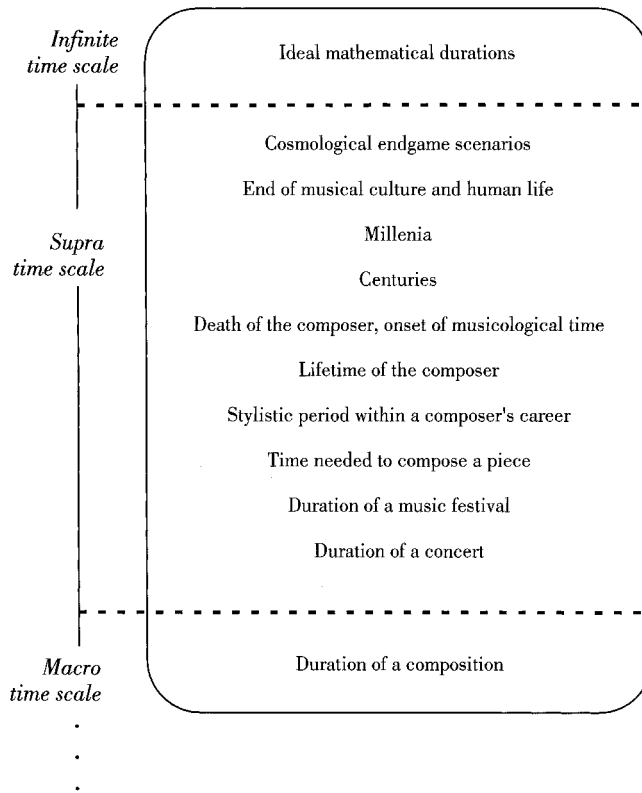 Infinite
time scale
Ideal mathematical durations
Cosmological endgame scenarios
End of musical culture and human life
Millenia
Supra
time scale
Centuries
Death of the composer, onset of musicological time
Lifetime of the composer
Stylistic period within a composer's career
Time needed to compose a piece
Duration of a music festival
Duration of a concert
Macro
time scale
Duration of a composition